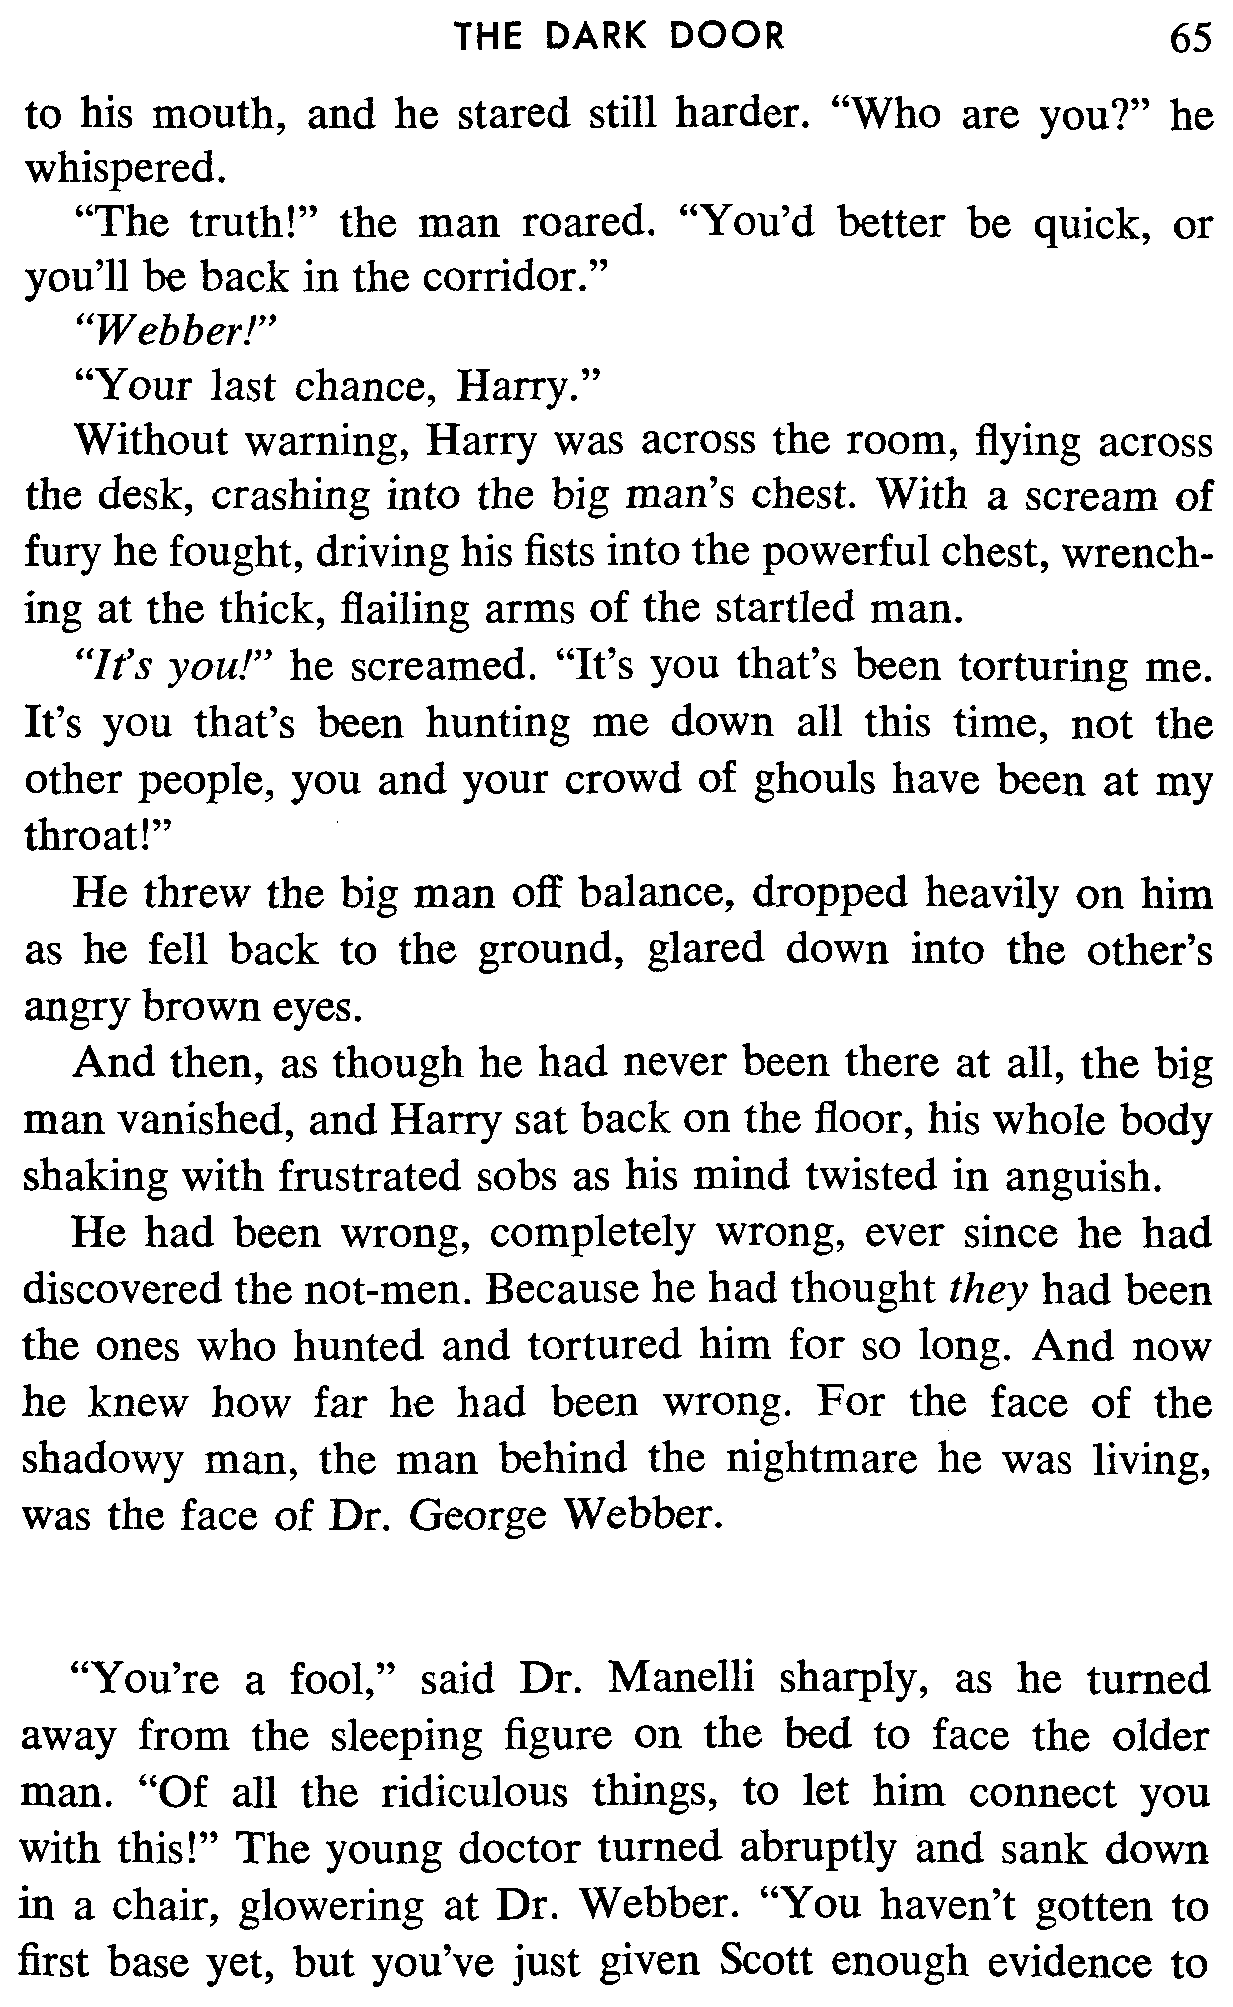 THE DARK DOOR 65
to his mouth, and he stared still harder. “Who are you?” he
whispered.
“The truth!” the man roared. “You’d better be quick, or
you’ll be back in the corridor.”
“Webber!”
“Your last chance, Harry.”
Without warning, Harry was across the room, flying across
the desk, crashing into the big man’s chest. With a scream of
fury he fought, driving his fists into the powerful chest, wrench-
ing at the thick, flailing arms of the startled man.
“It’s you!” he screamed. “It’s you that’s been torturing me.
It’s you that’s been hunting me down all this time, not the
other people, you and your crowd of ghouls have been at my
throat!”
He threw the big man off balance, dropped heavily on him
as he fell back to the ground, glared down into the other’s
angry brown eyes.
And then, as though he had never been there at all, the big
man vanished, and Harry sat back on the floor, his whole body
shaking with frustrated sobs as his mind twisted in anguish.
He had been wrong, completely wrong, ever since he had
discovered the not-men. Because he had thought they had been
the ones who hunted and tortured him for so long. And now
he knew how far he had been wrong. For the face of the
shadowy man, the man behind the nightmare he was living,
was the face of Dr. George Webber.
“You’re a fool,” said Dr. Manelli sharply, as he turned
away from the sleeping figure on the bed to face the older
man. “Of all the ridiculous things, to let him connect you
with this!” The young doctor turned abruptly and sank down
in a chair, glowering at Dr. Webber. “You haven’t gotten to
first base yet, but you’ve just given Scott enough evidence to